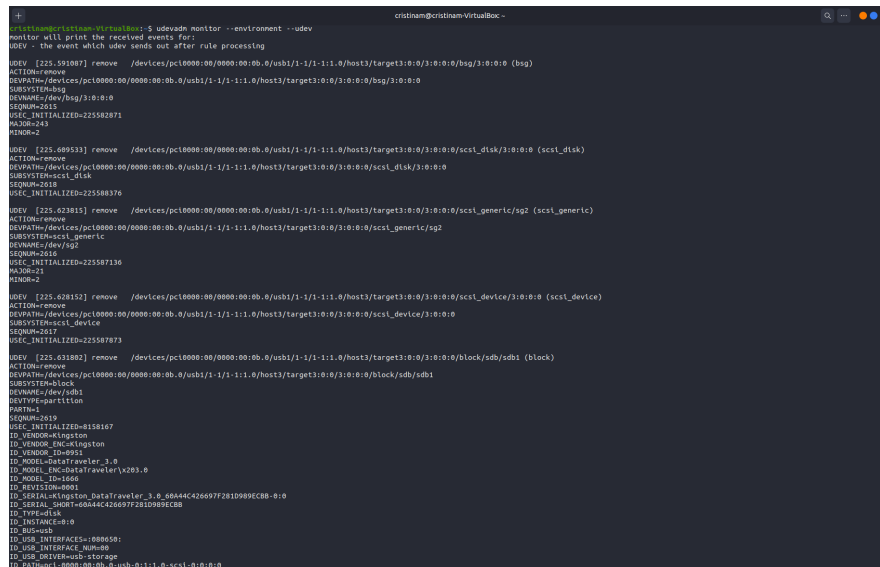 cristinam@cristinam-VirtualBox: ~
cristinam@cristinam-VirtualBox:~$ udevadm monitor --environment --udev
monitor will print the received events for:
UDEV - the event which udev sends out after rule processing

UDEV  [225.591087] remove   /devices/pci0000:00/0000:00:0b.0/usb1/1-1/1-1:1.0/host3/target3:0:0/3:0:0:0/bsg/3:0:0:0 (bsg)
ACTION=remove
DEVPATH=/devices/pci0000:00/0000:00:0b.0/usb1/1-1/1-1:1.0/host3/target3:0:0/3:0:0:0/bsg/3:0:0:0
SUBSYSTEM=bsg
DEVNAME=/dev/bsg/3:0:0:0
SEQNUM=2615
USEC_INITIALIZED=225582871
MAJOR=243
MINOR=2

UDEV  [225.609533] remove   /devices/pci0000:00/0000:00:0b.0/usb1/1-1/1-1:1.0/host3/target3:0:0/3:0:0:0/scsi_disk/3:0:0:0 (scsi_disk)
ACTION=remove
DEVPATH=/devices/pci0000:00/0000:00:0b.0/usb1/1-1/1-1:1.0/host3/target3:0:0/3:0:0:0/scsi_disk/3:0:0:0
SUBSYSTEM=scsi_disk
SEQNUM=2618
USEC_INITIALIZED=225588376

UDEV  [225.623815] remove   /devices/pci0000:00/0000:00:0b.0/usb1/1-1/1-1:1.0/host3/target3:0:0/3:0:0:0/scsi_generic/sg2 (scsi_generic)
ACTION=remove
DEVPATH=/devices/pci0000:00/0000:00:0b.0/usb1/1-1/1-1:1.0/host3/target3:0:0/3:0:0:0/scsi_generic/sg2
SUBSYSTEM=scsi_generic
DEVNAME=/dev/sg2
SEQNUM=2616
USEC_INITIALIZED=225587136
MAJOR=21
MINOR=2

UDEV  [225.628152] remove   /devices/pci0000:00/0000:00:0b.0/usb1/1-1/1-1:1.0/host3/target3:0:0/3:0:0:0/scsi_device/3:0:0:0 (scsi_device)
ACTION=remove
DEVPATH=/devices/pci0000:00/0000:00:0b.0/usb1/1-1/1-1:1.0/host3/target3:0:0/3:0:0:0/scsi_device/3:0:0:0
SUBSYSTEM=scsi_device
SEQNUM=2617
USEC_INITIALIZED=225587873

UDEV  [225.631802] remove   /devices/pci0000:00/0000:00:0b.0/usb1/1-1/1-1:1.0/host3/target3:0:0/3:0:0:0/block/sdb/sdb1 (block)
ACTION=remove
DEVPATH=/devices/pci0000:00/0000:00:0b.0/usb1/1-1/1-1:1.0/host3/target3:0:0/3:0:0:0/block/sdb/sdb1
SUBSYSTEM=block
DEVNAME=/dev/sdb1
DEVTYPE=partition
PARTN=1
SEQNUM=2619
USEC_INITIALIZED=8158167
ID_VENDOR=Kingston
ID_VENDOR_ENC=Kingston
ID_VENDOR_ID=0951
ID_MODEL=DataTraveler_3.0
ID_MODEL_ENC=DataTraveler\x203.0
ID_MODEL_ID=1666
ID_REVISION=0001
ID_SERIAL=Kingston_DataTraveler_3.0_60A44C426697F281D989ECBB-0:0
ID_SERIAL_SHORT=60A44C426697F281D989ECBB
ID_TYPE=disk
ID_INSTANCE=0:0
ID_BUS=usb
ID_USB_INTERFACES=:080650:
ID_USB_INTERFACE_NUM=00
ID_USB_DRIVER=usb-storage
ID_PATH=pci-0000:00:0b.0-usb-0:1:1.0-scsi-0:0:0:0